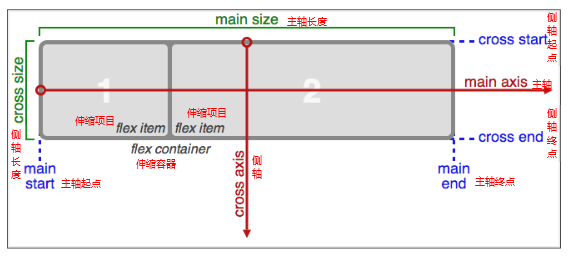 main size 主轴长度
侧轴起点
cross start
cross size
1
2
main axis 主轴
伸缩项目
伸缩项目
flex item
flex item
侧轴终点
cross end
侧轴长度
flex container
伸缩容器
cross axis
侧轴
main start 主轴起点
main end 主轴终点